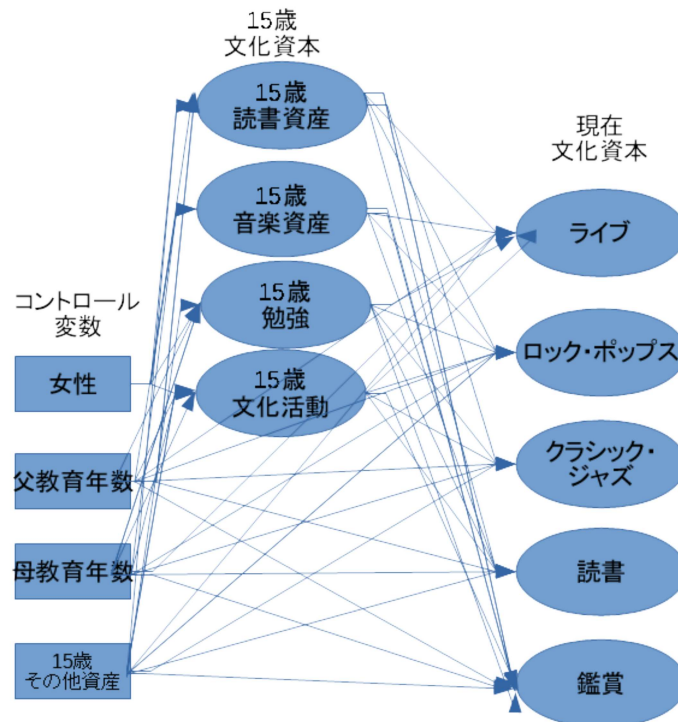 15歳
文化資本
15歳
読書資産
15歳
音楽資産
15歳
勉強
15歳
文化活動
コントロール
変数
女性
父教育年数
母教育年数
15歳
その他資産
現在
文化資本
ライブ
ロック・ポップス
クラシック・
ジャズ
読書
鑑賞